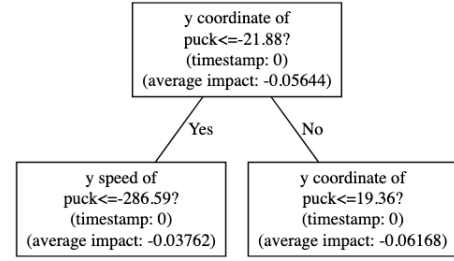 y coordinate of
puck<=-21.88?
(timestamp: 0)
(average impact: -0.05644)
Yes
No
y speed of
puck<=-286.59?
(timestamp: 0)
(average impact: -0.03762)
y coordinate of
puck<=19.36?
(timestamp: 0)
(average impact: -0.06168)